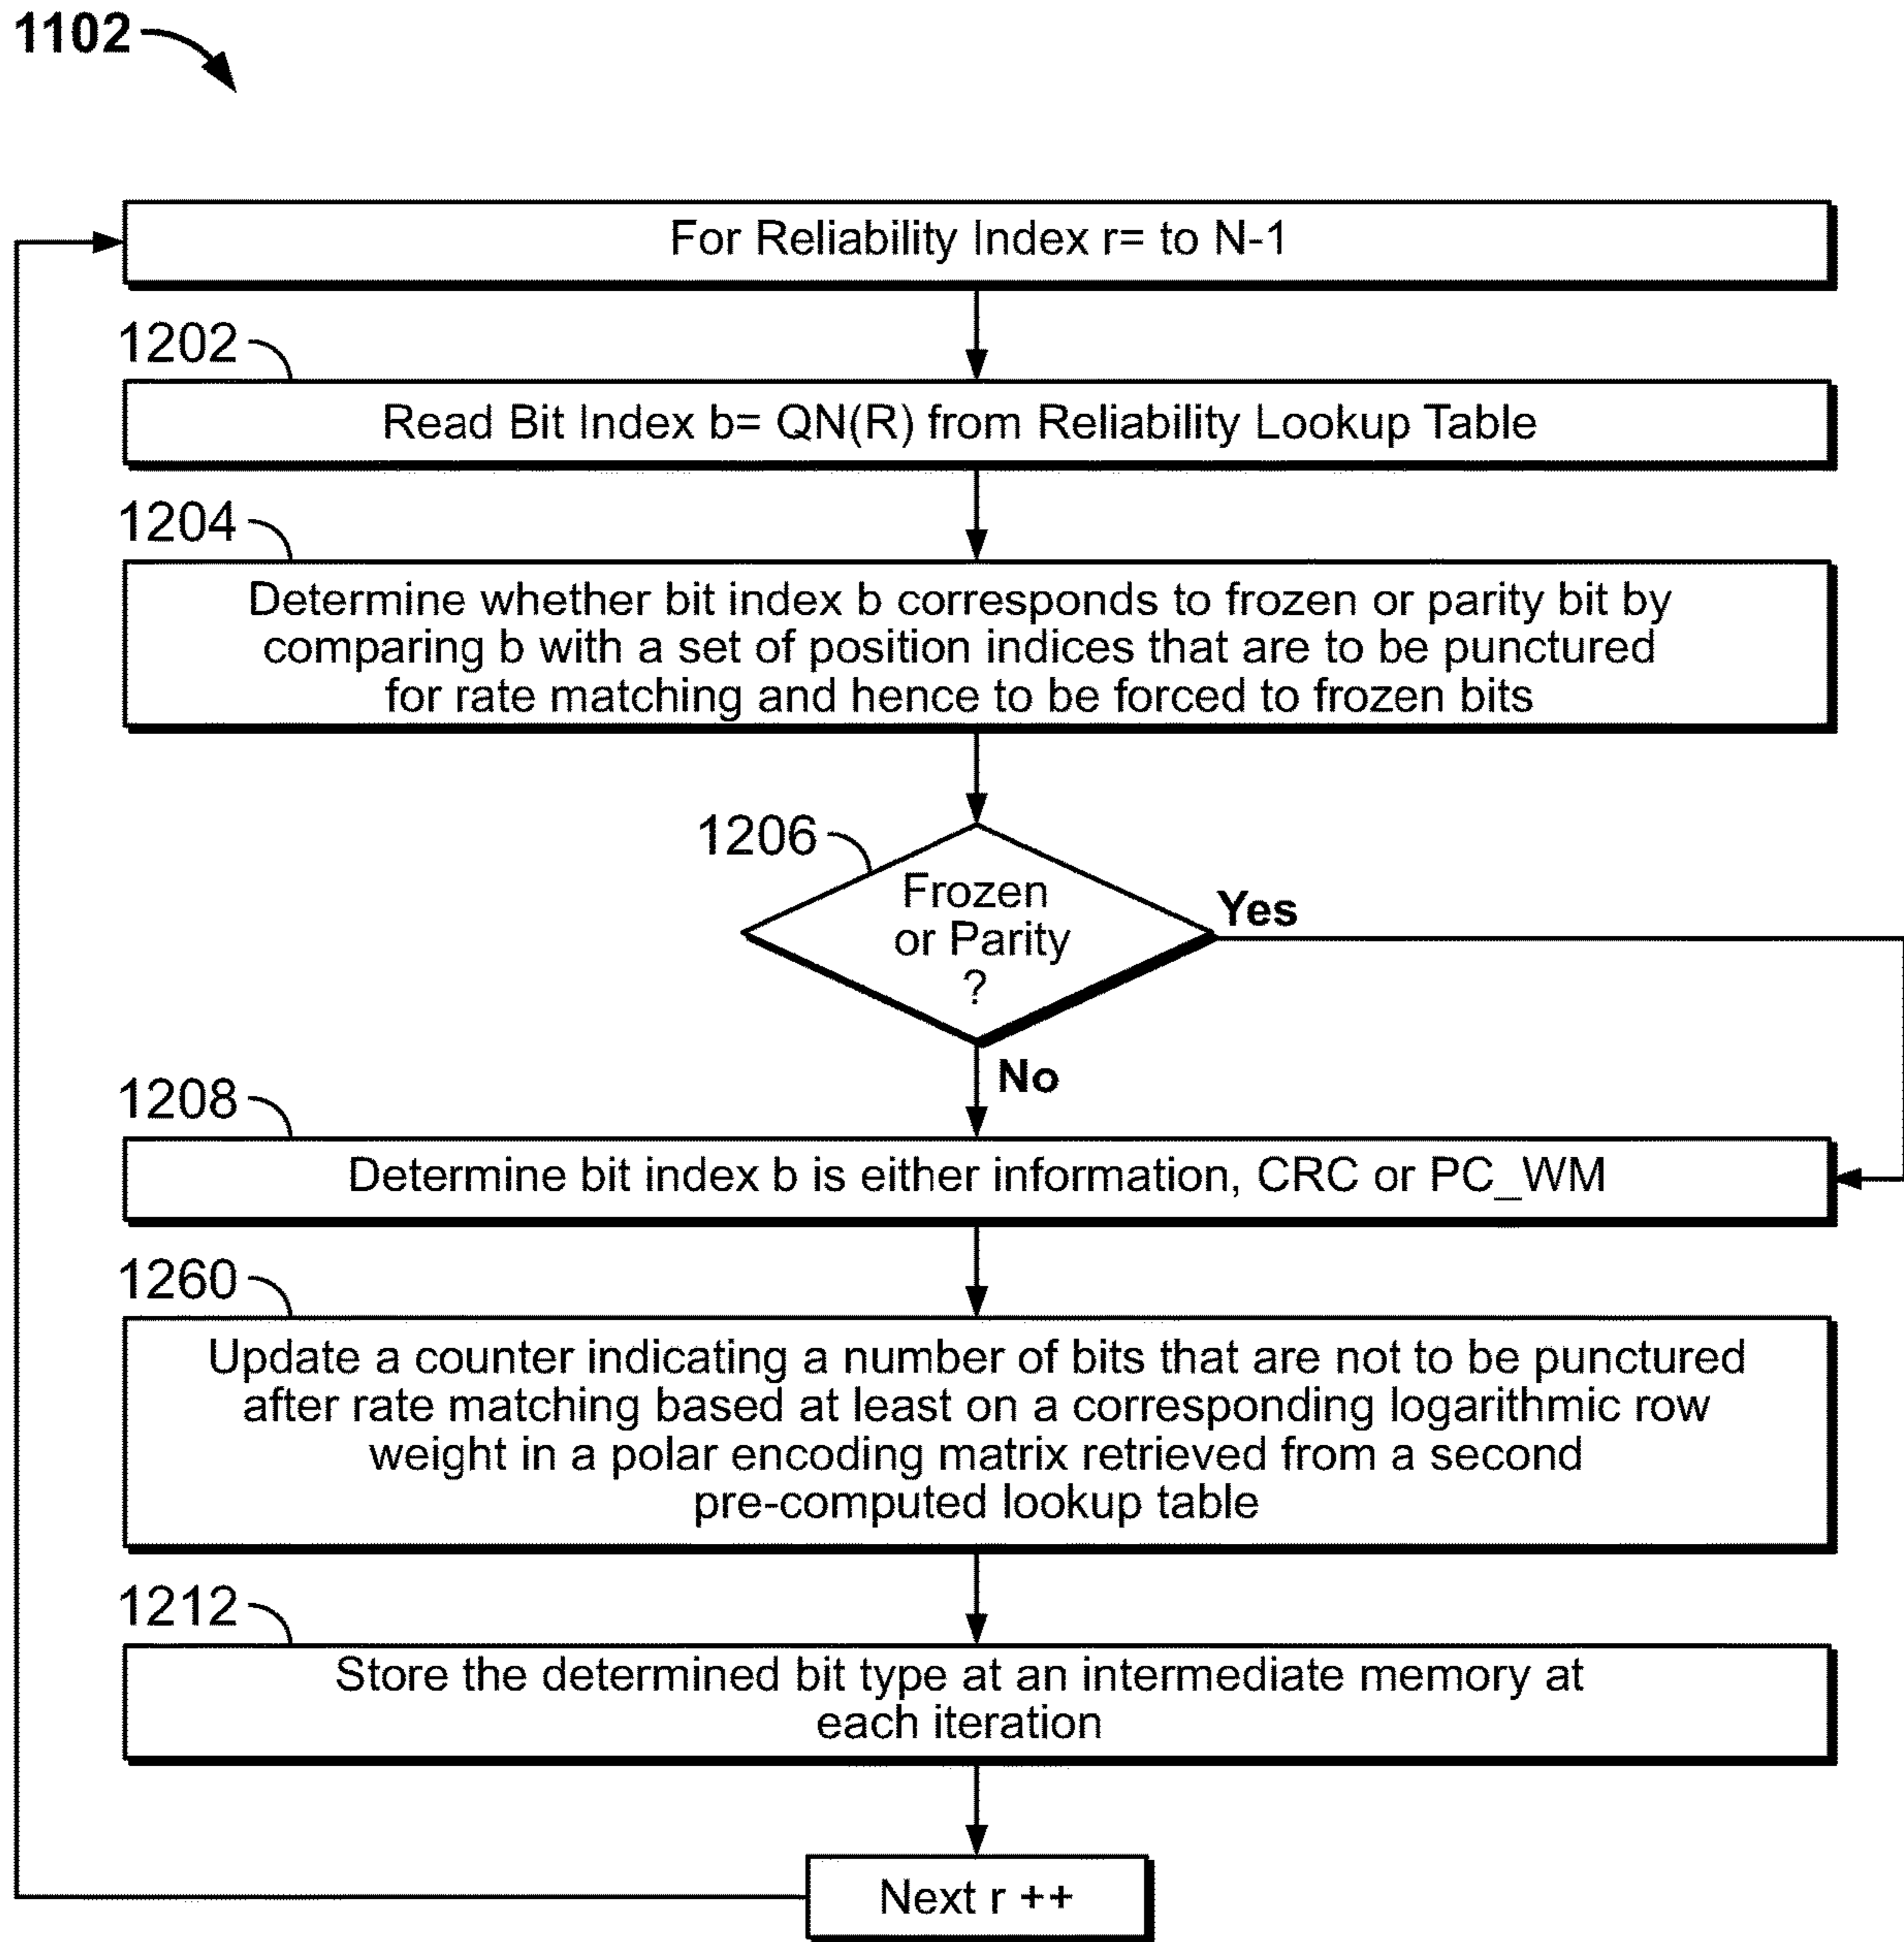 1102
For Reliability Index r= to N-1
1202
Read Bit Index b= QN(R) from Reliability Lookup Table
1204
Determine whether bit index b corresponds to frozen or parity bit by
comparing b with a set of position indices that are to be punctured
for rate matching and hence to be forced to frozen bits
1206
Frozen
or Parity
?
Yes
No
1208
Determine bit index b is either information, CRC or PC_WM
1260
Update a counter indicating a number of bits that are not to be punctured
after rate matching based at least on a corresponding logarithmic row
weight in a polar encoding matrix retrieved from a second
pre-computed lookup table
1212
Store the determined bit type at an intermediate memory at
each iteration
Next r ++